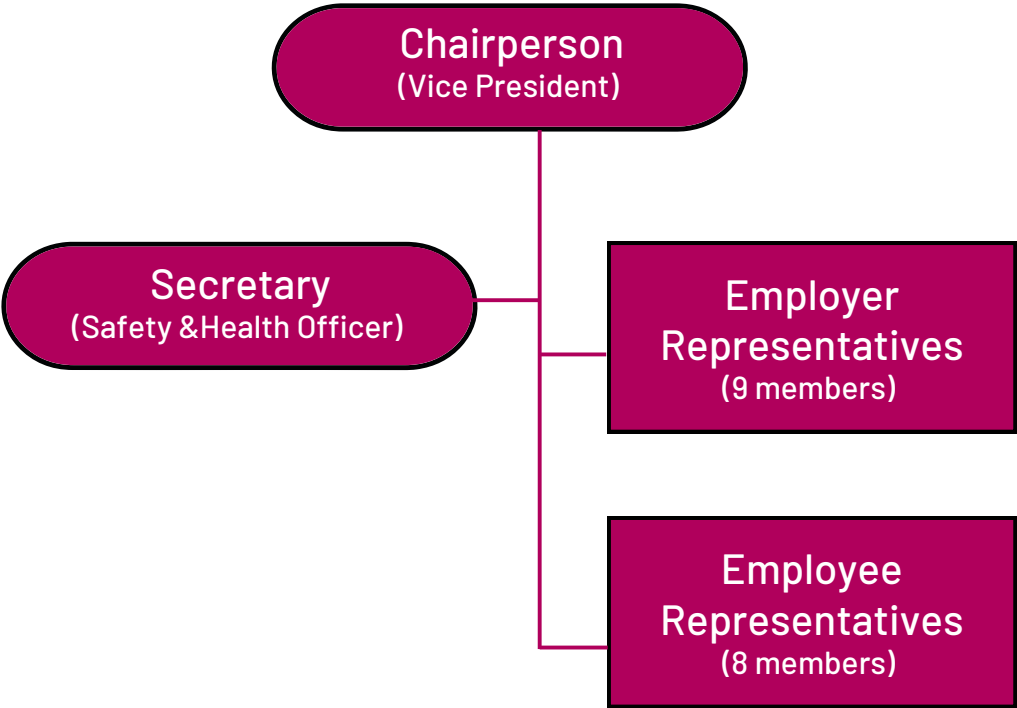 Chairperson
(Vice President)
Secretary
(Safety &Health Officer)
Employer
Representatives
(9 members)
Employee
Representatives
(8 members)